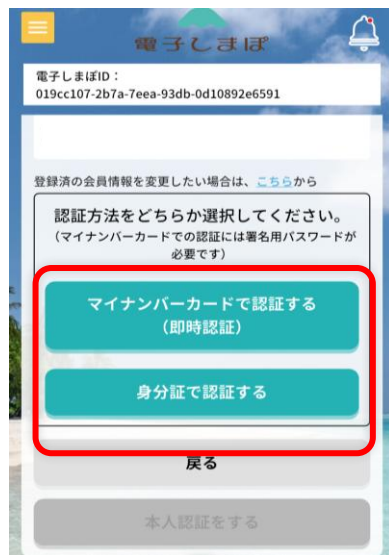 電子しまぽ
電子しまぽID：
019cc107-2b7a-7eea-93db-0d10892e6591
登録済の会員情報を変更したい場合は、こちらから
認証方法をどちらか選択してください。
（マイナンバーカードでの認証には署名用パスワードが
必要です）
マイナンバーカードで認証する
（即時認証）
身分証で認証する
戻る
本人認証をする